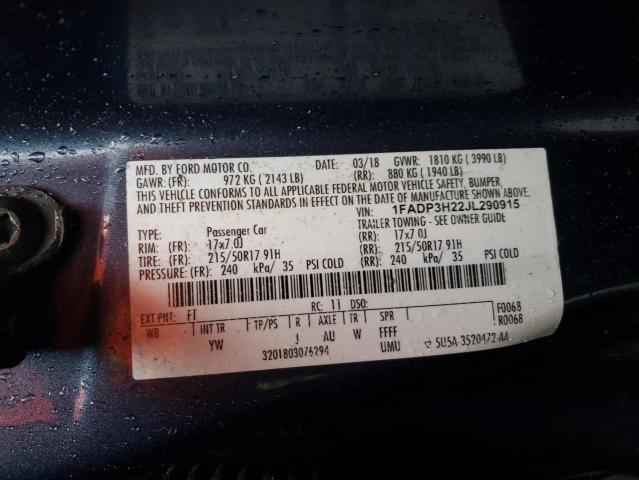 MFD. BY FORD MOTOR CO. DATE: 03/18 GVWR: 1810 KG ( 3990 LB)
GAWR: (FR): 972 KG ( 2143 LB) (RR): 880 KG ( 1940 LB)
THIS VEHICLE CONFORMS TO ALL APPLICABLE FEDERAL MOTOR VEHICLE SAFETY, BUMPER,
AND THEFT PREVENTION STANDARDS IN EFFECT ON THE DATE OF MANUFACTURE SHOWN ABOVE.
VIN: 1FADP3H22JL290915
TYPE: Passenger Car TRAILER TOWING - SEE OWNER GUIDE
RIM: (FR): 17x7.0J (RR): 17x7.0J
TIRE: (FR): 215/50R17 91H (RR): 215/50R17 91H
PRESSURE: (FR): 240 kPa/ 35 PSI COLD (RR): 240 kPa/ 35 PSI COLD
EXT PNT: FT RC: 11 DSO: F0068
WB INT TR TP/PS R AXLE TR SPR R0068
YW J AU W FFFF
3201803076294 UMU 5U5A-3520472-AA